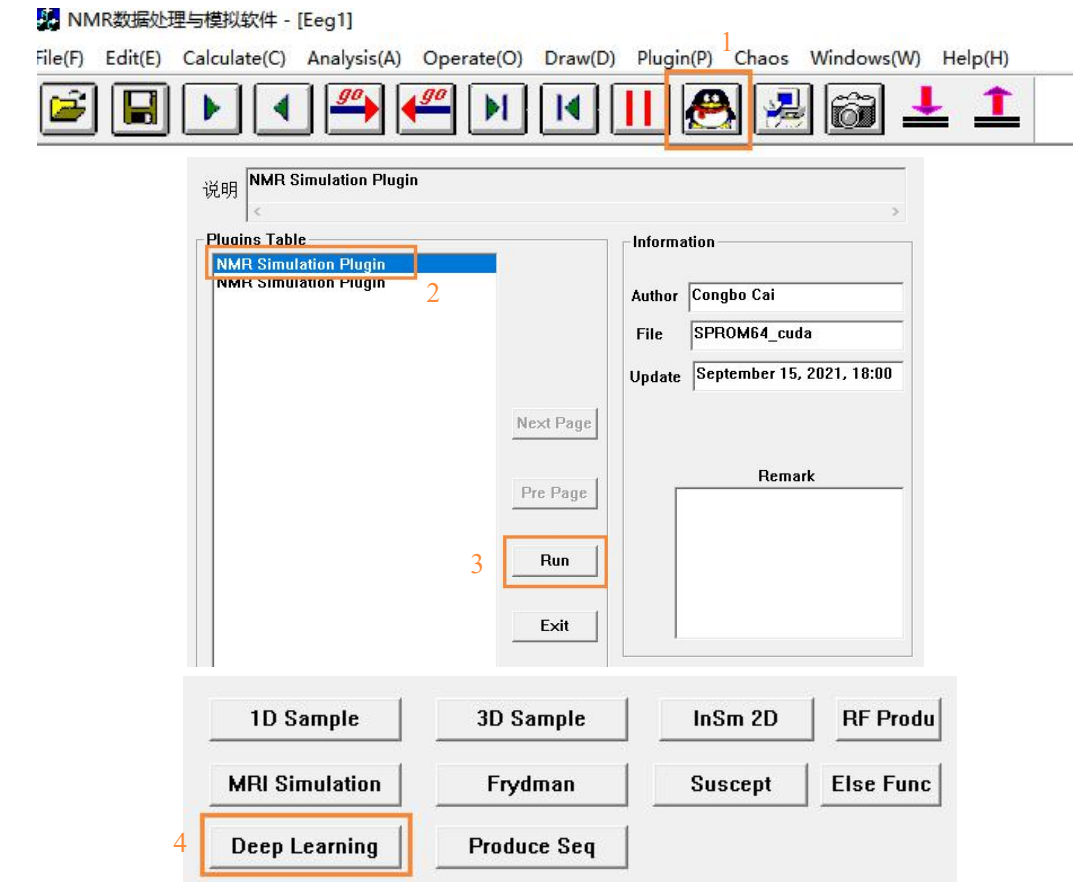 NMR数据处理与模拟软件 - [Eeg1]
1
File(F) Edit(E) Calculate(C) Analysis(A) Operate(O) Draw(D) Plugin(P) Chaos Windows(W) Help(H)
go go
说明 NMR Simulation Plugin
< >
Plugins Table
NMR Simulation Plugin
NMR Simulation Plugin
2
Next Page
Pre Page
3 Run
Exit
Information
Author Congbo Cai
File SPROM64_cuda
Update September 15, 2021, 18:00
Remark
1D Sample 3D Sample InSm 2D RF Produ
MRI Simulation Frydman Suscept Else Func
4 Deep Learning Produce Seq